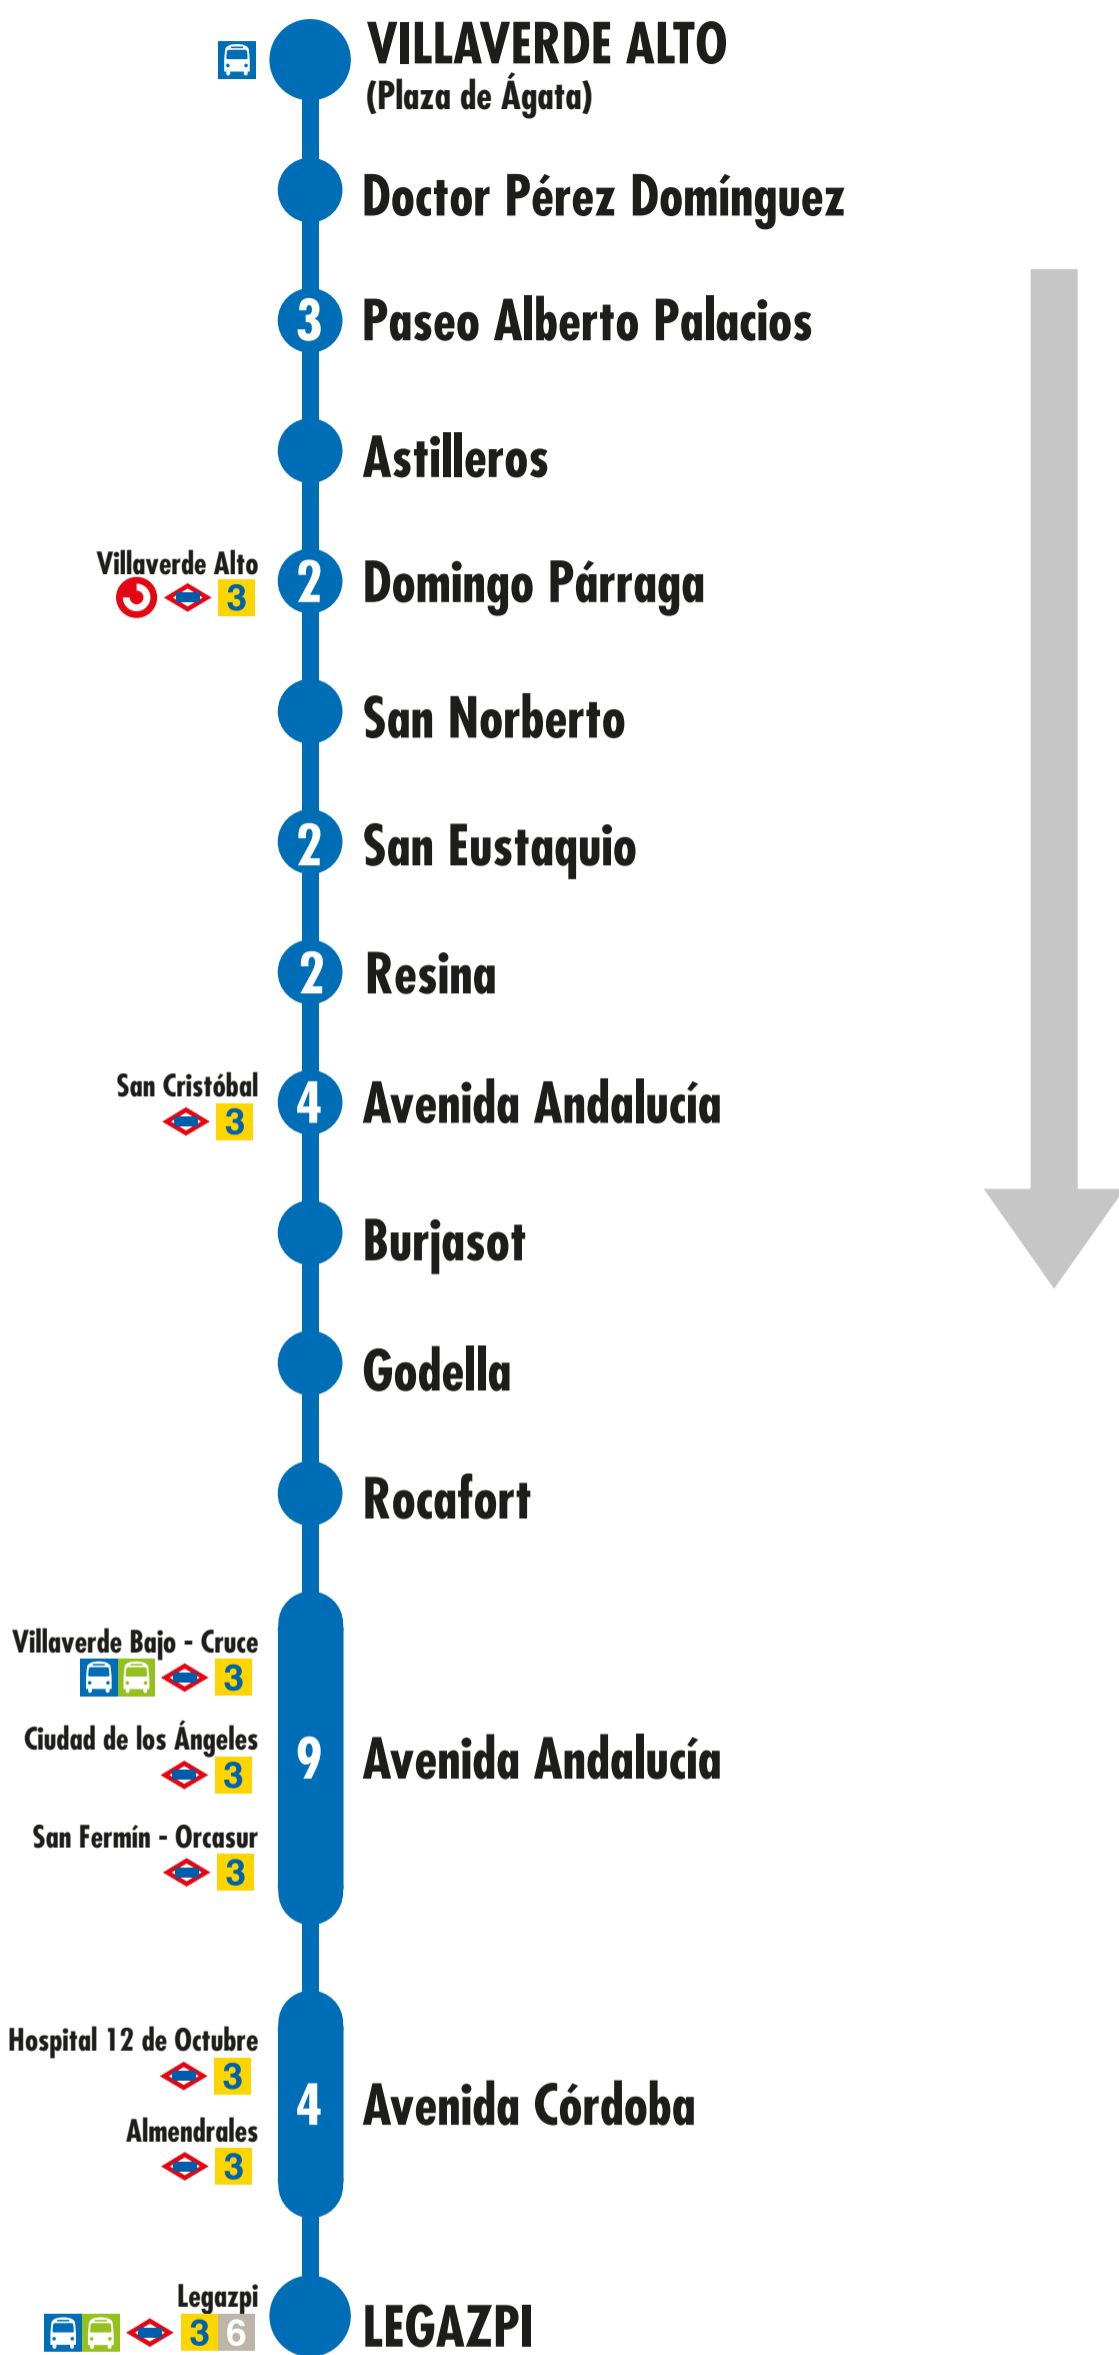 VILLAVERDE ALTO
(Plaza de Ágata)
Doctor Pérez Domínguez
3 Paseo Alberto Palacios
Astilleros
Villaverde Alto
3
2 Domingo Párraga
San Norberto
2 San Eustaquio
2 Resina
San Cristóbal
3
4 Avenida Andalucía
Burjasot
Godella
Rocafort
Villaverde Bajo - Cruce
3
Ciudad de los Ángeles
3
9 Avenida Andalucía
San Fermín - Orcasur
3
Hospital 12 de Octubre
3
4 Avenida Córdoba
Almendrales
3
Legazpi
3 6
LEGAZPI